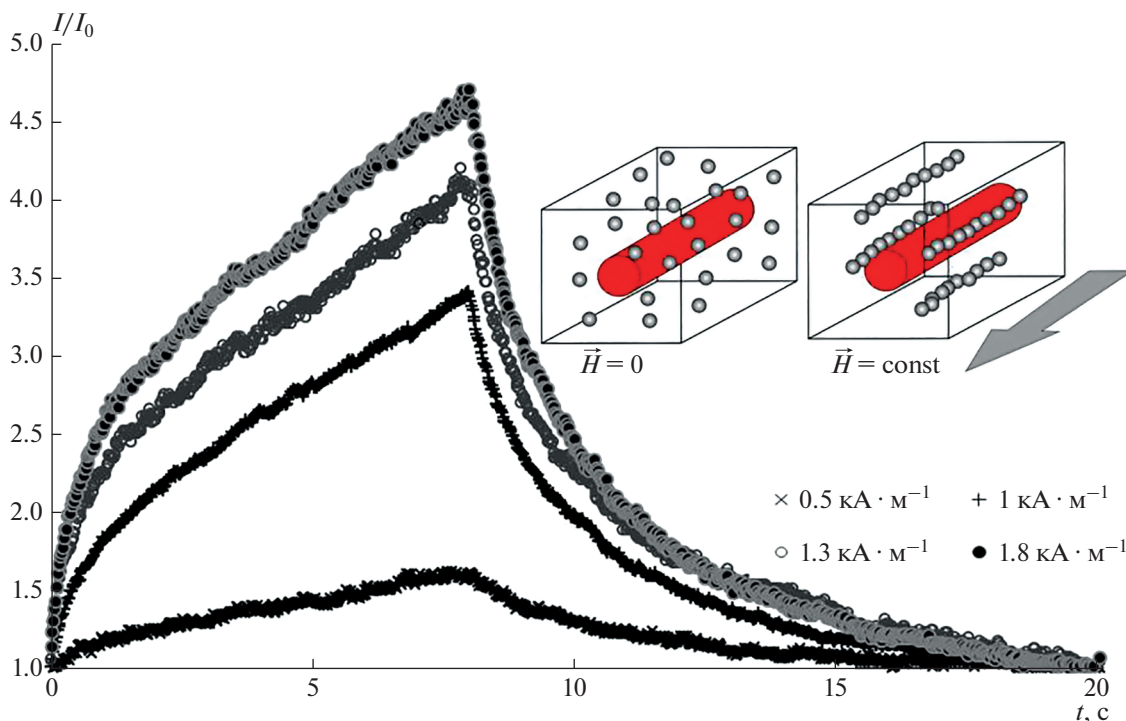 I/I₀
5.0
4.5
4.0
3.5
3.0
2.5
2.0
1.5
1.0
0
5
10
15
20
t, с
H⃗ = 0
H⃗ = const
× 0.5 кА · м⁻¹
+ 1 кА · м⁻¹
○ 1.3 кА · м⁻¹
● 1.8 кА · м⁻¹